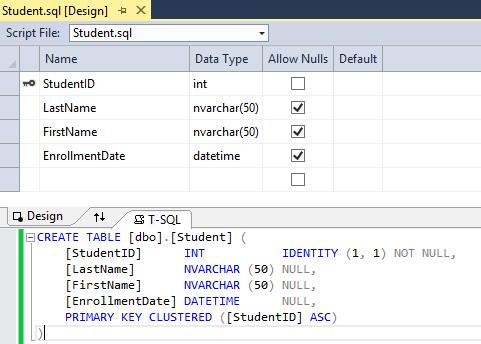 Student.sql [Design]
Script File: Student.sql
Name Data Type Allow Nulls Default
StudentID int
LastName nvarchar(50)
FirstName nvarchar(50)
EnrollmentDate datetime
Design T-SQL
CREATE TABLE [dbo].[Student] (
[StudentID] INT IDENTITY (1, 1) NOT NULL,
[LastName] NVARCHAR (50) NULL,
[FirstName] NVARCHAR (50) NULL,
[EnrollmentDate] DATETIME NULL,
PRIMARY KEY CLUSTERED ([StudentID] ASC)
)